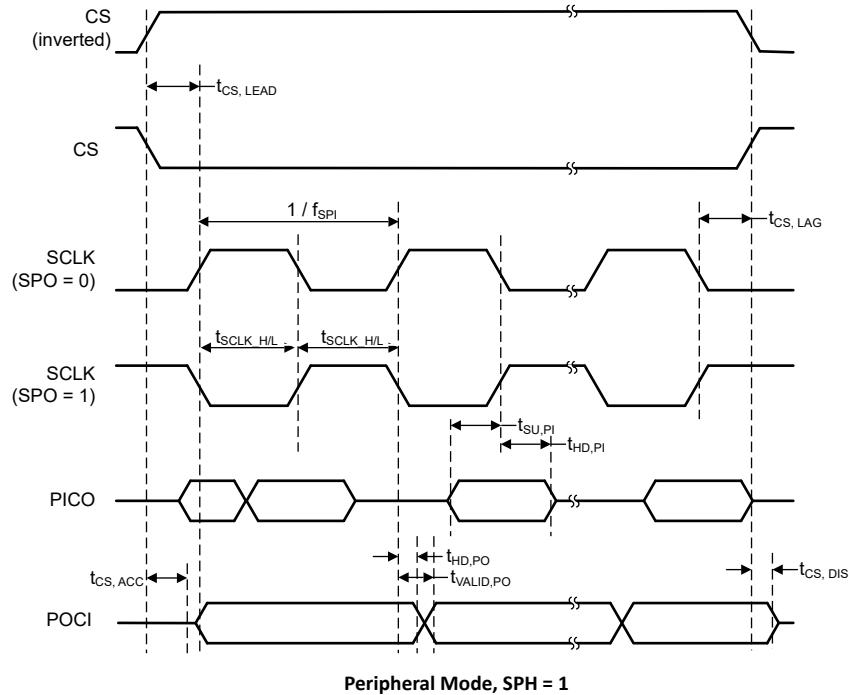 CS
(inverted)
tCS, LEAD
CS
1 / fSPI
tCS, LAG
SCLK
(SPO = 0)
tSCLK_H/L
tSCLK_H/L
SCLK
(SPO = 1)
tSU,PI
tHD,PI
PICO
tHD,PO
tCS, ACC
tVALID,PO
tCS, DIS
POCI
Peripheral Mode, SPH = 1